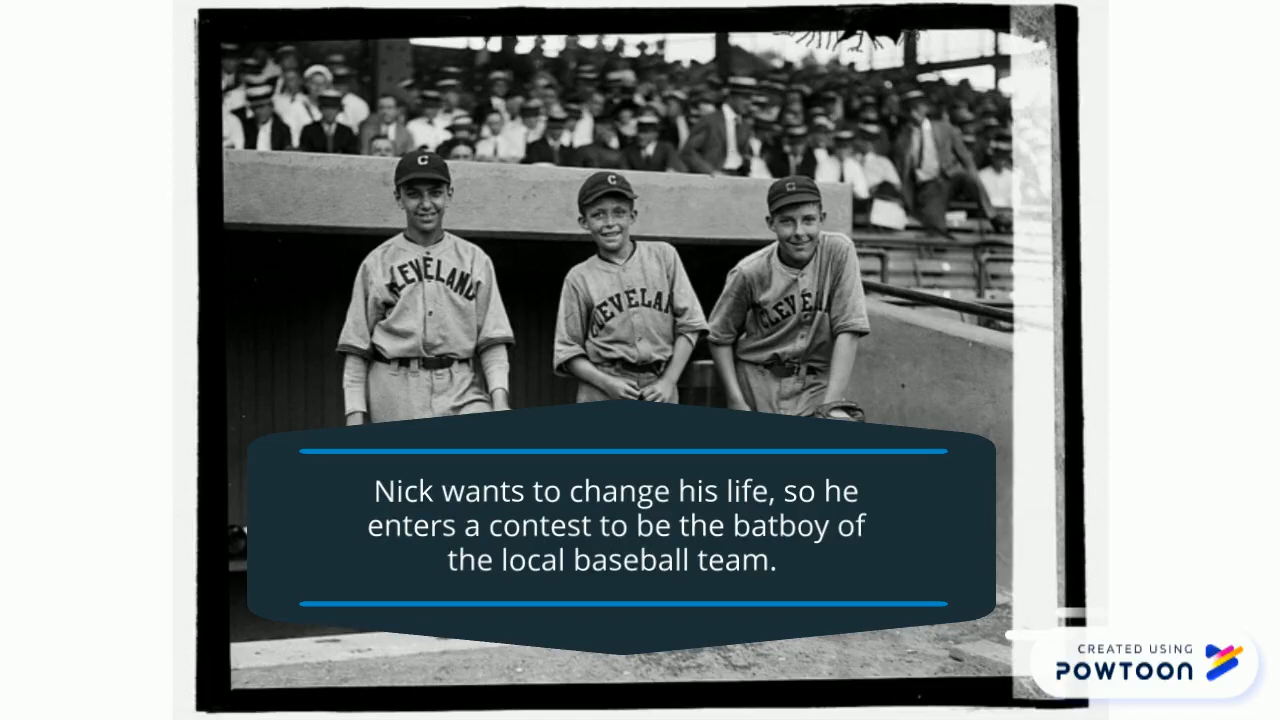 C
C
C
CLEVELAND
CLEVELAN
CLEVELA
Nick wants to change his life, so he
enters a contest to be the batboy of
the local baseball team.
CREATED USING
POWTOON